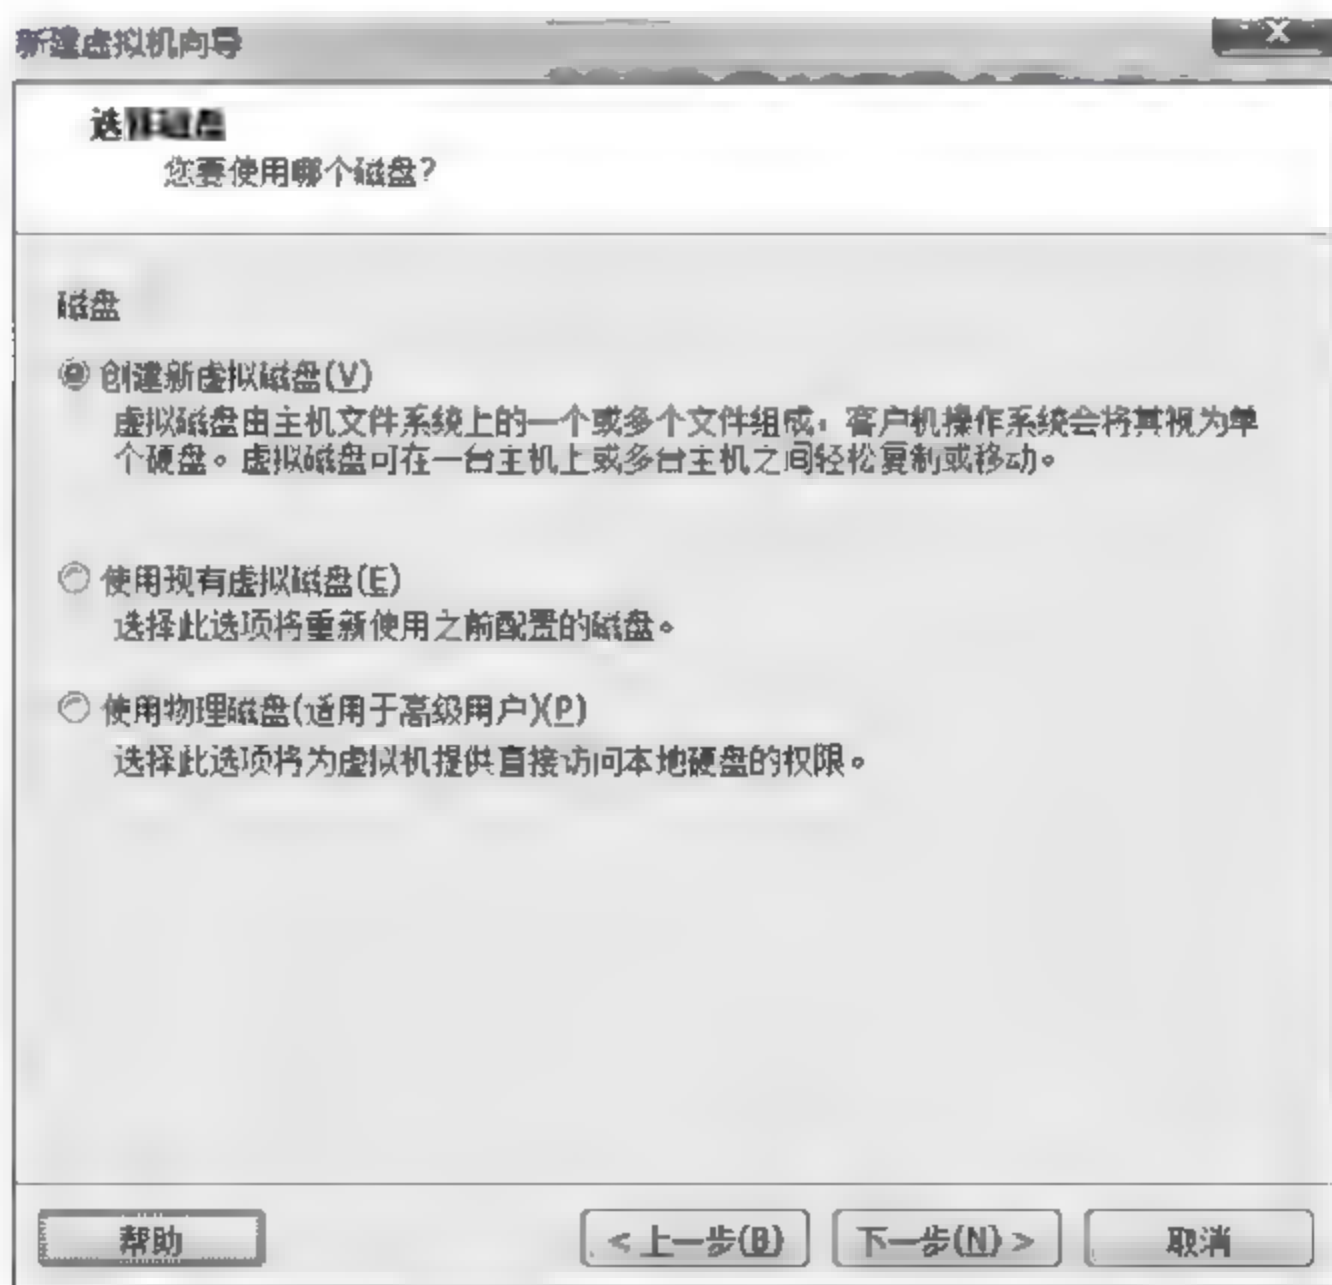 新建虚拟机向导
选择磁盘
您要使用哪个磁盘?
磁盘
创建新虚拟磁盘(V)
虚拟磁盘由主机文件系统上的一个或多个文件组成，客户机操作系统会将其视为单
个硬盘。虚拟磁盘可在一台主机上或多台主机之间轻松复制或移动。
使用现有虚拟磁盘(E)
选择此选项将重新使用之前配置的磁盘。
使用物理磁盘(适用于高级用户)(P)
选择此选项将为虚拟机提供直接访问本地硬盘的权限。
帮助
< 上一步(B)
下一步(N) >
取消